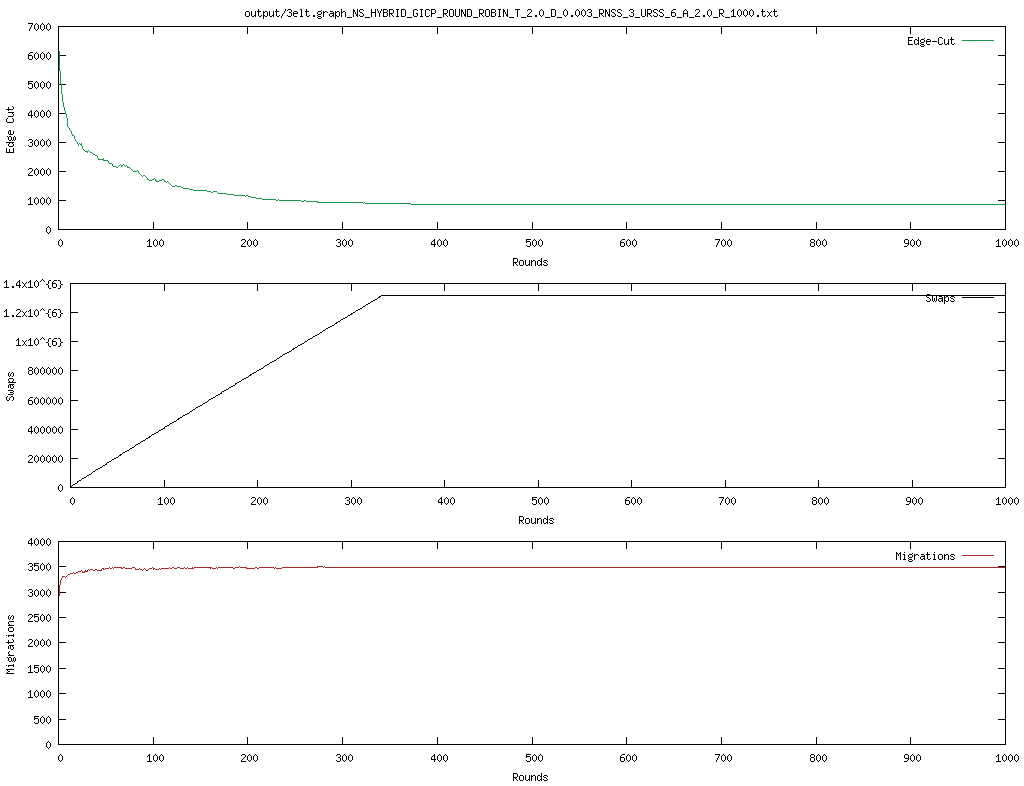 output/3elt.graph_NS_HYBRID_GICP_ROUND_ROBIN_T_2.0_D_0.003_RNSS_3_URSS_6_A_2.0_R_1000.txt
7000
6000
5000
4000
3000
2000
1000
0
Edge Cut
Edge-Cut
0 100 200 300 400 500 600 700 800 900 1000
Rounds
1.4x10^{6}
1.2x10^{6}
1x10^{6}
800000
600000
400000
200000
0
Swaps
Swaps
0 100 200 300 400 500 600 700 800 900 1000
Rounds
4000
3500
3000
2500
2000
1500
1000
500
0
Migrations
Migrations
0 100 200 300 400 500 600 700 800 900 1000
Rounds